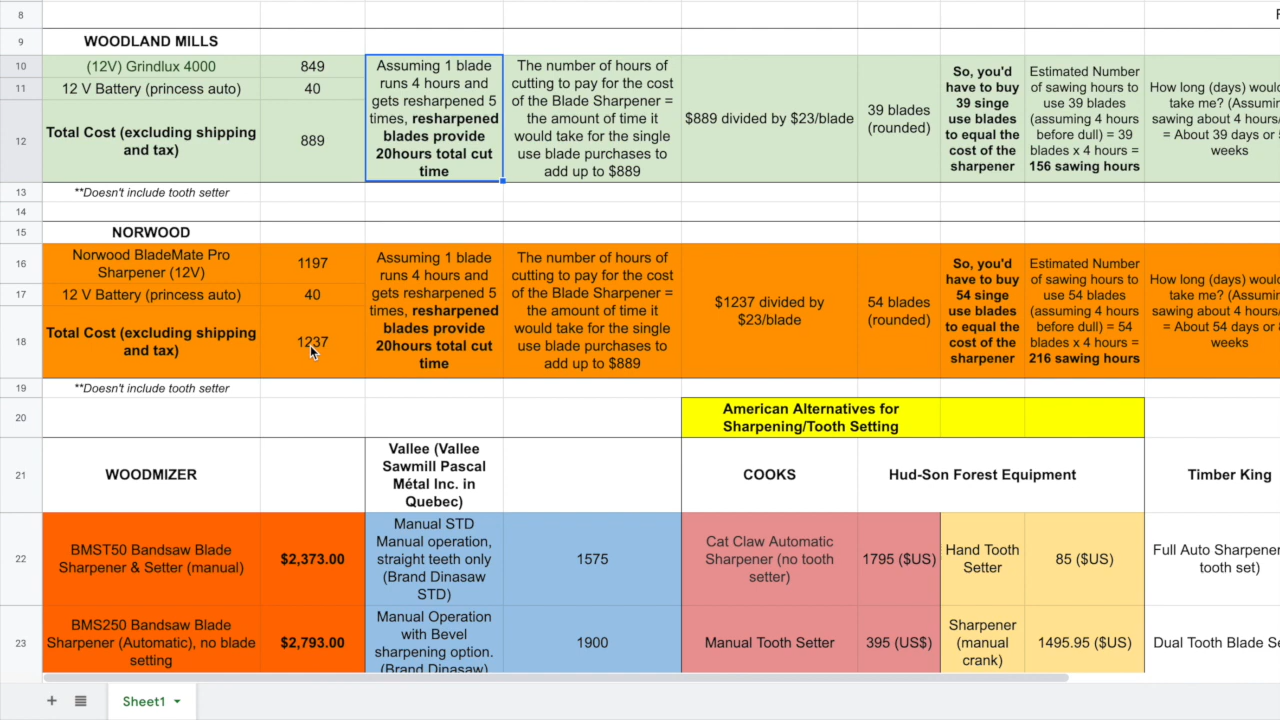 8
9
WOODLAND MILLS
10
(12V) Grindlux 4000
849
11
12 V Battery (princess auto)
40
12
Total Cost (excluding shipping
and tax)
889
Assuming 1 blade
runs 4 hours and
gets resharpened 5
times, resharpened
blades provide
20hours total cut
time
The number of hours of
cutting to pay for the cost
of the Blade Sharpener =
the amount of time it
would take for the single
use blade purchases to
add up to $889
$889 divided by $23/blade
39 blades
(rounded)
So, you'd
have to buy
39 singe
use blades
to equal the
cost of the
sharpener
Estimated Number
of sawing hours to
use 39 blades
(assuming 4 hours
before dull) = 39
blades x 4 hours =
156 sawing hours
How long (days) would
take me? (Assumi
sawing about 4 hours/
= About 39 days or
weeks
13
**Doesn't include tooth setter
14
15
NORWOOD
16
Norwood BladeMate Pro
Sharpener (12V)
1197
17
12 V Battery (princess auto)
40
18
Total Cost (excluding shipping
and tax)
1237
Assuming 1 blade
runs 4 hours and
gets resharpened 5
times, resharpened
blades provide
20hours total cut
time
The number of hours of
cutting to pay for the cost
of the Blade Sharpener =
the amount of time it
would take for the single
use blade purchases to
add up to $889
$1237 divided by
$23/blade
54 blades
(rounded)
So, you'd
have to buy
54 singe
use blades
to equal the
cost of the
sharpener
Estimated Number
of sawing hours to
use 54 blades
(assuming 4 hours
before dull) = 54
blades x 4 hours =
216 sawing hours
How long (days) would
take me? (Assumi
sawing about 4 hours/
= About 54 days or
weeks
19
**Doesn't include tooth setter
20
American Alternatives for
Sharpening/Tooth Setting
21
WOODMIZER
Vallee (Vallee
Sawmill Pascal
Métal Inc. in
Quebec)
COOKS
Hud-Son Forest Equipment
Timber King
22
BMST50 Bandsaw Blade
Sharpener & Setter (manual)
$2,373.00
Manual STD
Manual operation,
straight teeth only
(Brand Dinasaw
STD)
1575
Cat Claw Automatic
Sharpener (no tooth
setter)
1795 ($US)
Hand Tooth
Setter
85 ($US)
Full Auto Sharpener
tooth set)
23
BMS250 Bandsaw Blade
Sharpener (Automatic), no blade
setting
$2,793.00
Manual Operation
with Bevel
sharpening option.
(Brand Dinasaw)
1900
Manual Tooth Setter
395 (US$)
Sharpener
(manual
crank)
1495.95 ($US)
Dual Tooth Blade Se
Sheet1